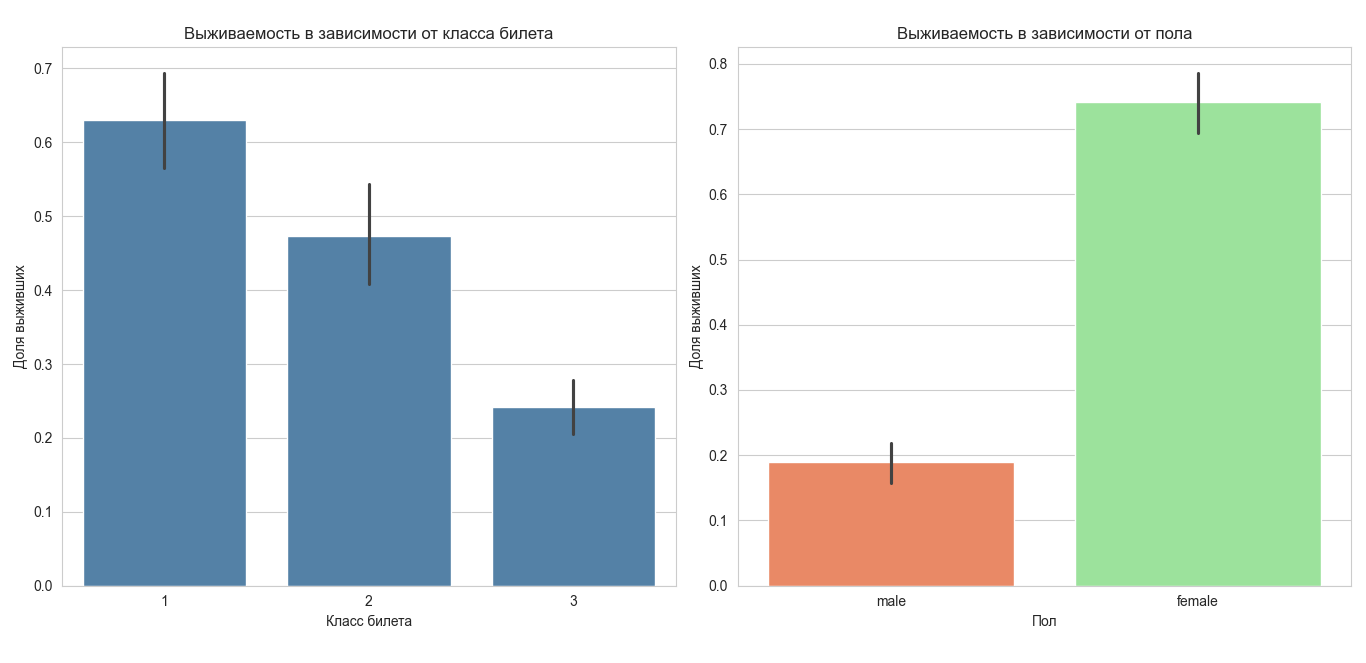 Выживаемость в зависимости от класса билета
0.7
0.6
0.5
0.4
0.3
0.2
0.1
0.0
Доля выживших
1 2 3
Класс билета
Выживаемость в зависимости от пола
0.8
0.7
0.6
0.5
0.4
0.3
0.2
0.1
0.0
Доля выживших
male female
Пол